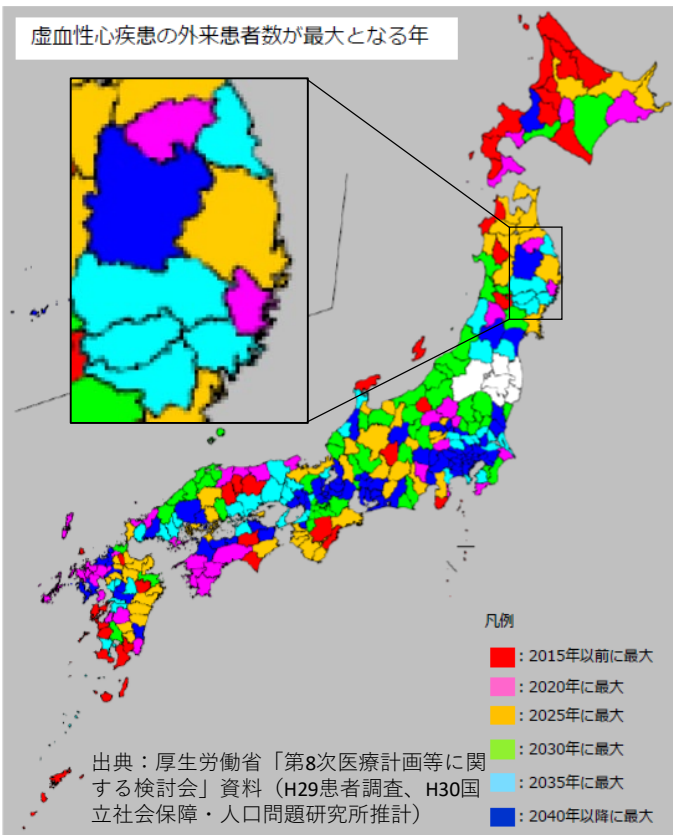 虚血性心疾患の外来患者数が最大となる年
凡例
：2015年以前に最大
：2020年に最大
：2025年に最大
：2030年に最大
：2035年に最大
：2040年以降に最大
出典：厚生労働省「第8次医療計画等に関
する検討会」資料（H29患者調査、H30国
立社会保障・人口問題研究所推計）